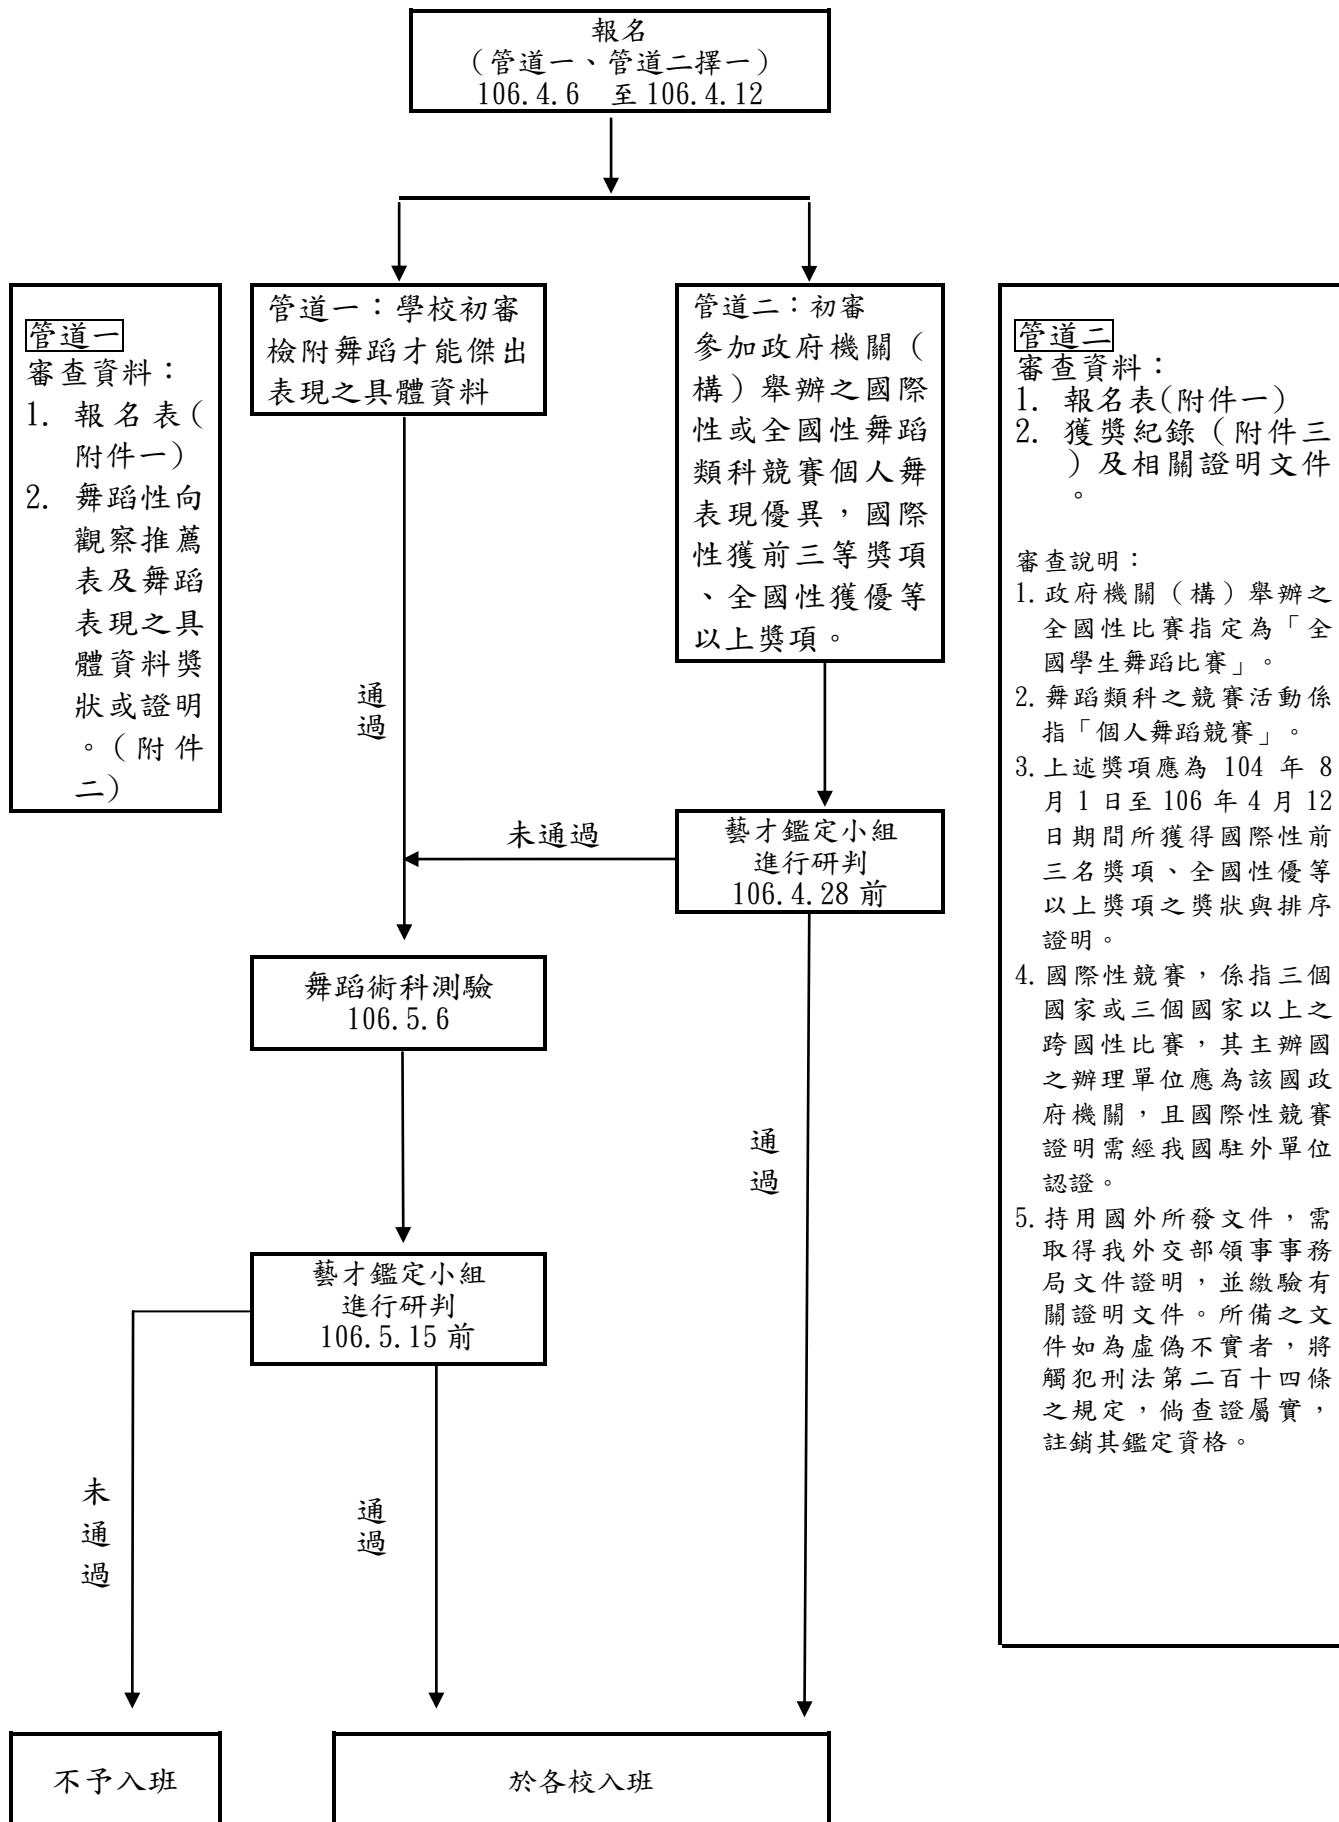 報名
（管道一、管道二擇一）
106.4.6 至106.4.12
管道一
審查資料：
1. 報名表(
附件一)
2. 舞蹈性向
觀察推薦
表及舞蹈
表現之具
體資料獎
狀或證明
。(附件
二)
管道一：學校初審
檢附舞蹈才能傑出
表現之具體資料
管道二：初審
參加政府機關（
構）舉辦之國際
性或全國性舞蹈
類科競賽個人舞
表現優異，國際
性獲前三等獎項
、全國性獲優等
以上獎項。
管道二
審查資料：
1. 報名表(附件一)
2. 獲獎紀錄（附件三
）及相關證明文件
。
審查說明：
1.政府機關（構）舉辦之
全國性比賽指定為「全
國學生舞蹈比賽」。
2.舞蹈類科之競賽活動係
指「個人舞蹈競賽」。
3.上述獎項應為 104 年 8
月 1 日至 106 年 4 月 12
日期間所獲得國際性前
三名獎項、全國性優等
以上獎項之獎狀與排序
證明。
4.國際性競賽，係指三個
國家或三個國家以上之
跨國性比賽，其主辦國
之辦理單位應為該國政
府機關，且國際性競賽
證明需經我國駐外單位
認證。
5.持用國外所發文件，需
取得我外交部領事事務
局文件證明，並繳驗有
關證明文件。所備之文
件如為虛偽不實者，將
觸犯刑法第二百十四條
之規定，倘查證屬實，
註銷其鑑定資格。
通
過
未通過
藝才鑑定小組
進行研判
106.4.28 前
舞蹈術科測驗
106.5.6
通
過
藝才鑑定小組
進行研判
106.5.15 前
未
通
過
通
過
不予入班
於各校入班